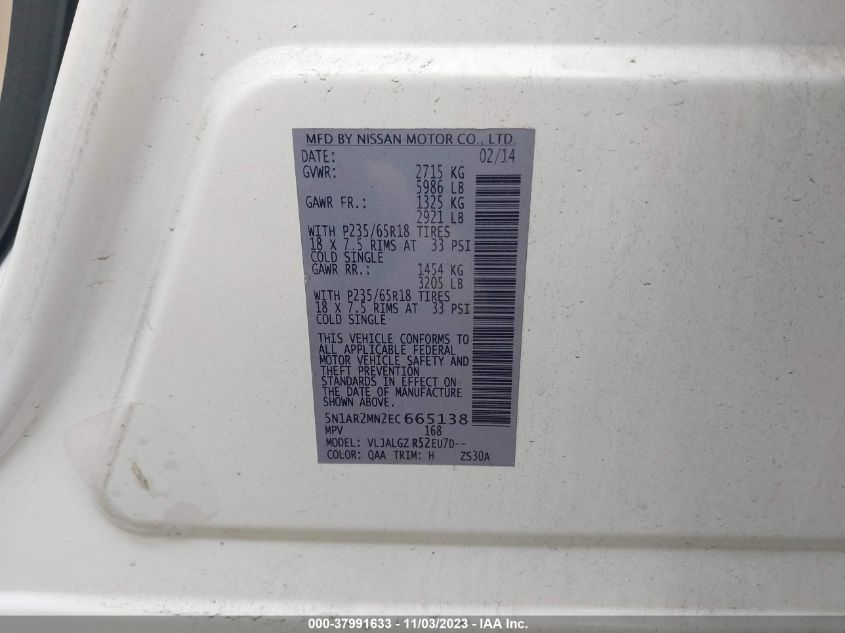 MFD BY NISSAN MOTOR CO., LTD.
DATE: 02/14
GVWR: 2715 KG
5986 LB
GAWR FR.: 1325 KG
2921 LB
WITH P235/65R18 TIRES
18 X 7.5 RIMS AT 33 PSI
COLD SINGLE
GAWR RR.: 1454 KG
3205 LB
WITH P235/65R18 TIRES
18 X 7.5 RIMS AT 33 PSI
COLD SINGLE
THIS VEHICLE CONFORMS TO
ALL APPLICABLE FEDERAL
MOTOR VEHICLE SAFETY AND
THEFT PREVENTION
STANDARDS IN EFFECT ON
THE DATE OF MANUFACTURE
SHOWN ABOVE.
5N1AR2MN2EC665138
MPV 168
MODEL: VLJALGZ R52EU7D--
COLOR: QAA TRIM: H ZS30A
000-37991633 - 11/03/2023 - IAA Inc.